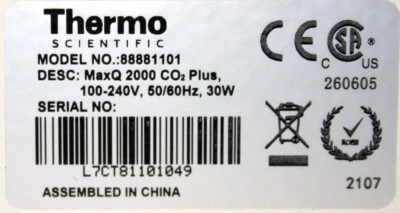 Thermo
SCIENTIFIC
MODEL NO.:88881101
DESC: MaxQ 2000 CO₂ Plus,
100-240V, 50/60Hz, 30W
SERIAL NO:
L7CT81101049
ASSEMBLED IN CHINA
CE
C US
260605
2107